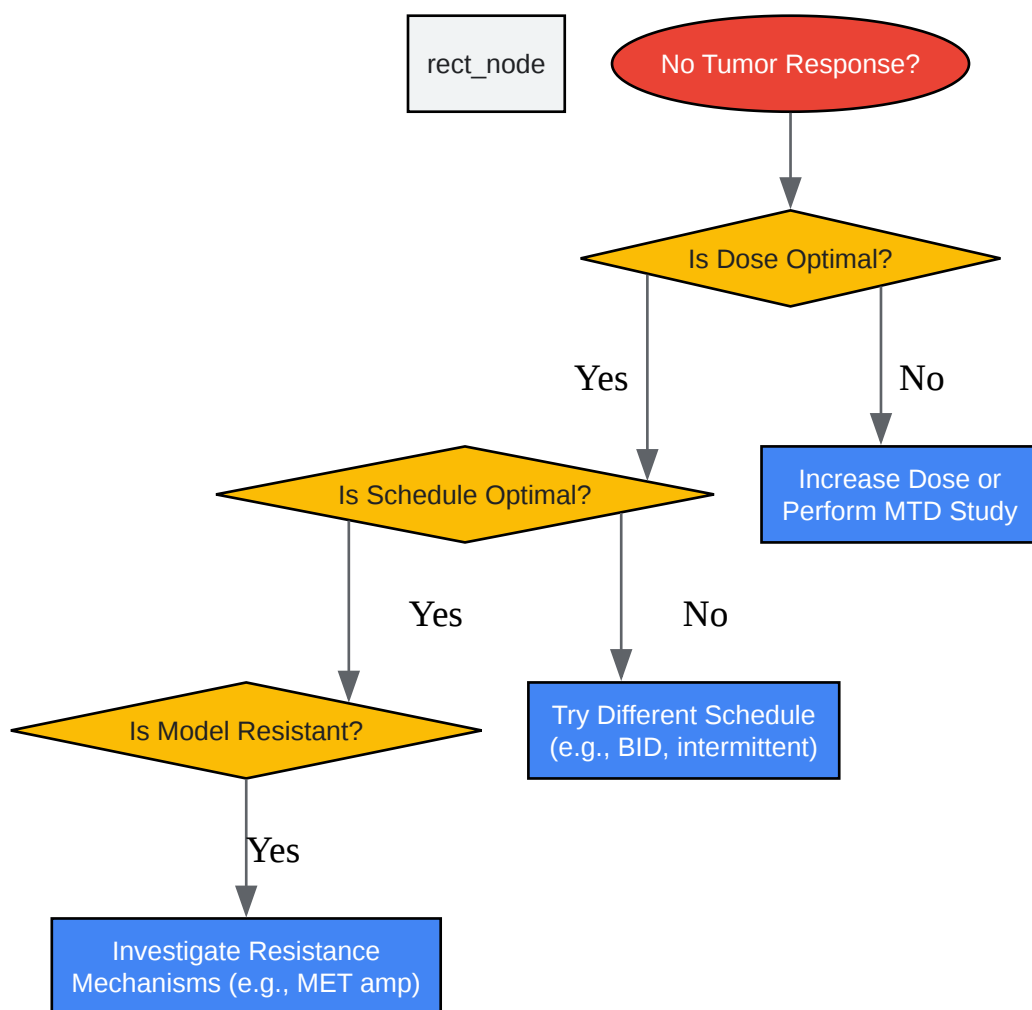 rect_node
No Tumor Response?
Is Dose Optimal?
Yes
No
Is Schedule Optimal?
Increase Dose or
Perform MTD Study
Yes
No
Is Model Resistant?
Try Different Schedule
(e.g., BID, intermittent)
Yes
Investigate Resistance
Mechanisms (e.g., MET amp)